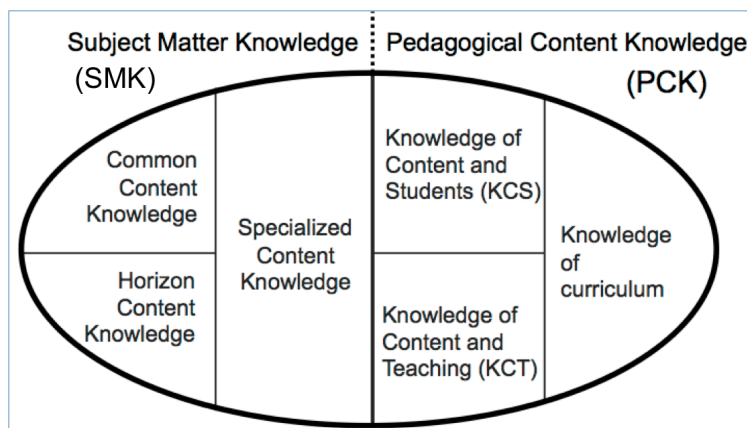 Subject Matter Knowledge
(SMK)
Pedagogical Content Knowledge
(PCK)
Common
Content
Knowledge
Horizon
Content
Knowledge
Specialized
Content
Knowledge
Knowledge of
Content and
Students (KCS)
Knowledge of
Content and
Teaching (KCT)
Knowledge
of
curriculum